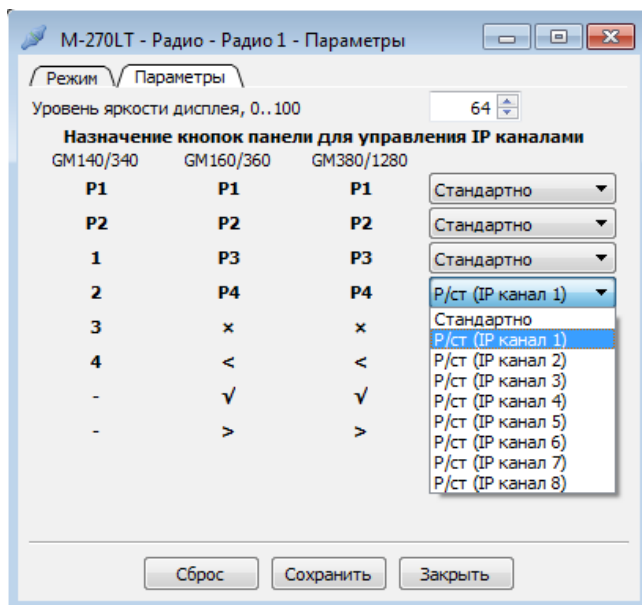 M-270LT - Радио - Радио 1 - Параметры
Режим Параметры
Уровень яркости дисплея, 0..100 64
Назначение кнопок панели для управления IP каналами
GM140/340 GM160/360 GM380/1280
P1 P1 P1 Стандартно
P2 P2 P2 Стандартно
1 P3 P3 Стандартно
2 P4 P4 Р/ст (IP канал 1)
3 × × Стандартно
Р/ст (IP канал 1)
4 < < Р/ст (IP канал 2)
Р/ст (IP канал 3)
- √ √ Р/ст (IP канал 4)
Р/ст (IP канал 5)
- > > Р/ст (IP канал 6)
Р/ст (IP канал 7)
Р/ст (IP канал 8)
Сброс Сохранить Закрыть